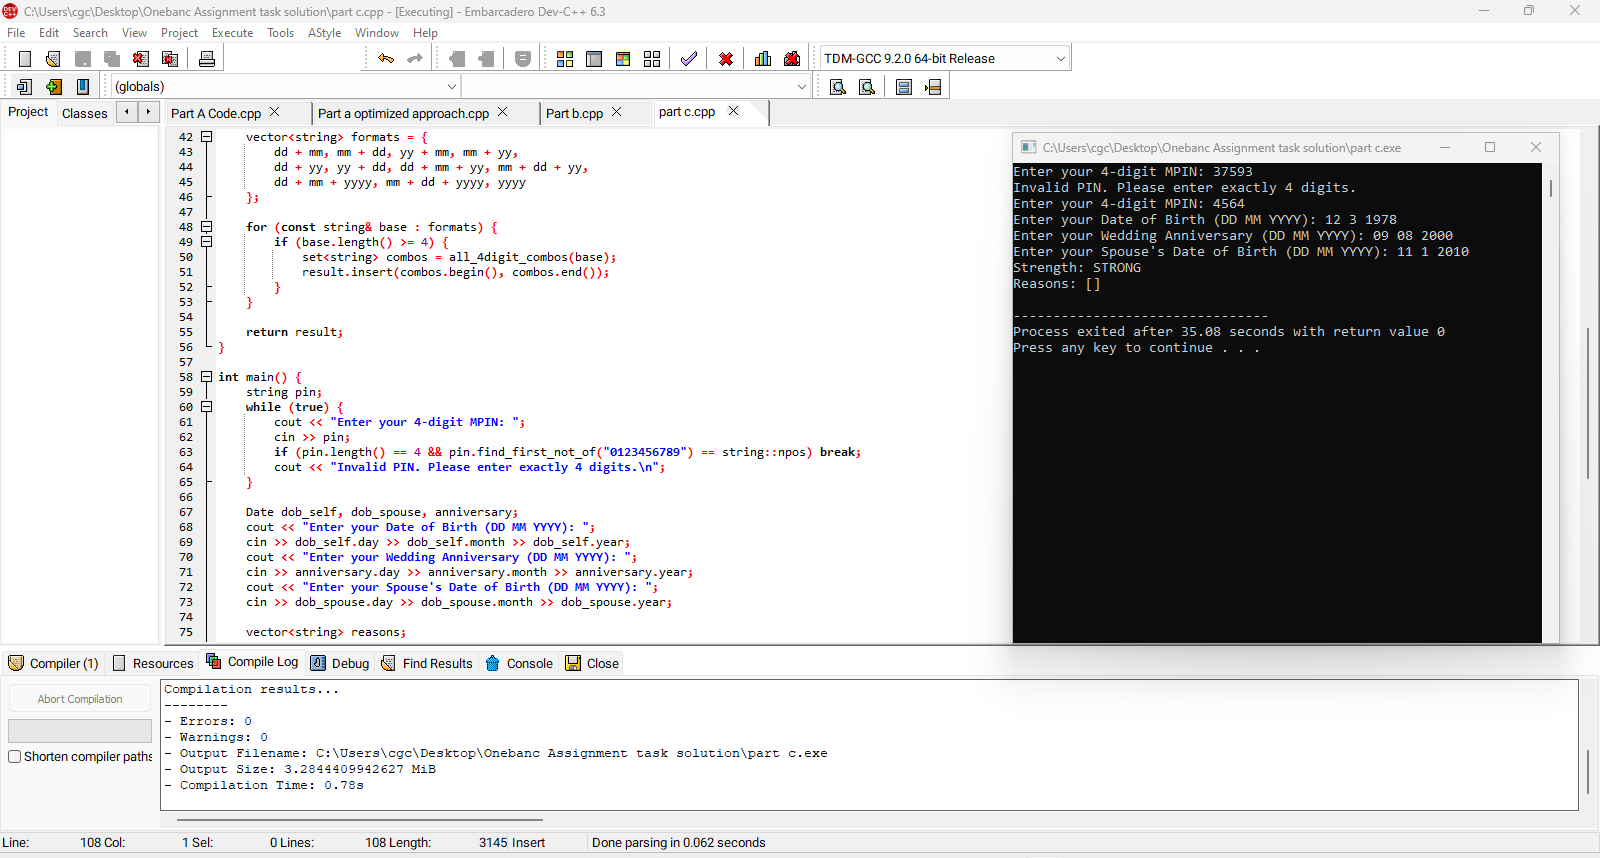 C:\Users\cgc\Desktop\Onebanc Assignment task solution\part c.cpp - [Executing] - Embarcadero Dev-C++ 6.3
File Edit Search View Project Execute Tools AStyle Window Help
TDM-GCC 9.2.0 64-bit Release
(globals)
Project Classes
Part A Code.cpp Part a optimized approach.cpp Part b.cpp part c.cpp
42 vector<string> formats = {
43 dd + mm, mm + dd, yy + mm, mm + yy,
44 dd + yy, yy + dd, dd + mm + yy, mm + dd + yy,
45 dd + mm + yyyy, mm + dd + yyyy, yyyy
46 };
47
48 for (const string& base : formats) {
49 if (base.length() >= 4) {
50 set<string> combos = all_4digit_combos(base);
51 result.insert(combos.begin(), combos.end());
52 }
53 }
54
55 return result;
56 }
57
58 int main() {
59 string pin;
60 while (true) {
61 cout << "Enter your 4-digit MPIN: ";
62 cin >> pin;
63 if (pin.length() == 4 && pin.find_first_not_of("0123456789") == string::npos) break;
64 cout << "Invalid PIN. Please enter exactly 4 digits.\n";
65 }
66
67 Date dob_self, dob_spouse, anniversary;
68 cout << "Enter your Date of Birth (DD MM YYYY): ";
69 cin >> dob_self.day >> dob_self.month >> dob_self.year;
70 cout << "Enter your Wedding Anniversary (DD MM YYYY): ";
71 cin >> anniversary.day >> anniversary.month >> anniversary.year;
72 cout << "Enter your Spouse's Date of Birth (DD MM YYYY): ";
73 cin >> dob_spouse.day >> dob_spouse.month >> dob_spouse.year;
74
75 vector<string> reasons;
C:\Users\cgc\Desktop\Onebanc Assignment task solution\part c.exe
Enter your 4-digit MPIN: 37593
Invalid PIN. Please enter exactly 4 digits.
Enter your 4-digit MPIN: 4564
Enter your Date of Birth (DD MM YYYY): 12 3 1978
Enter your Wedding Anniversary (DD MM YYYY): 09 08 2000
Enter your Spouse's Date of Birth (DD MM YYYY): 11 1 2010
Strength: STRONG
Reasons: []
--------------------------------
Process exited after 35.08 seconds with return value 0
Press any key to continue . . .
Compiler (1) Resources Compile Log Debug Find Results Console Close
Abort Compilation
Shorten compiler paths
Compilation results...
--------
- Errors: 0
- Warnings: 0
- Output Filename: C:\Users\cgc\Desktop\Onebanc Assignment task solution\part c.exe
- Output Size: 3.2844409942627 MiB
- Compilation Time: 0.78s
Line: 108 Col: 1 Sel: 0 Lines: 108 Length: 3145 Insert Done parsing in 0.062 seconds